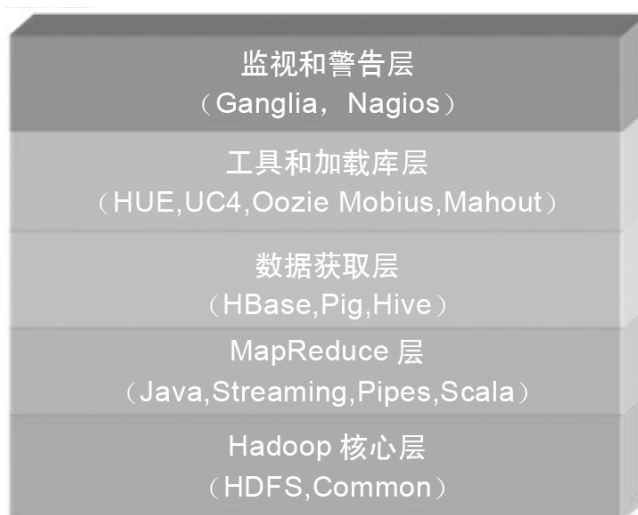 监视和警告层
（Ganglia，Nagios）
工具和加载库层
（HUE,UC4,Oozie Mobius,Mahout）
数据获取层
（HBase,Pig,Hive）
MapReduce 层
（Java,Streaming,Pipes,Scala）
Hadoop 核心层
（HDFS,Common）